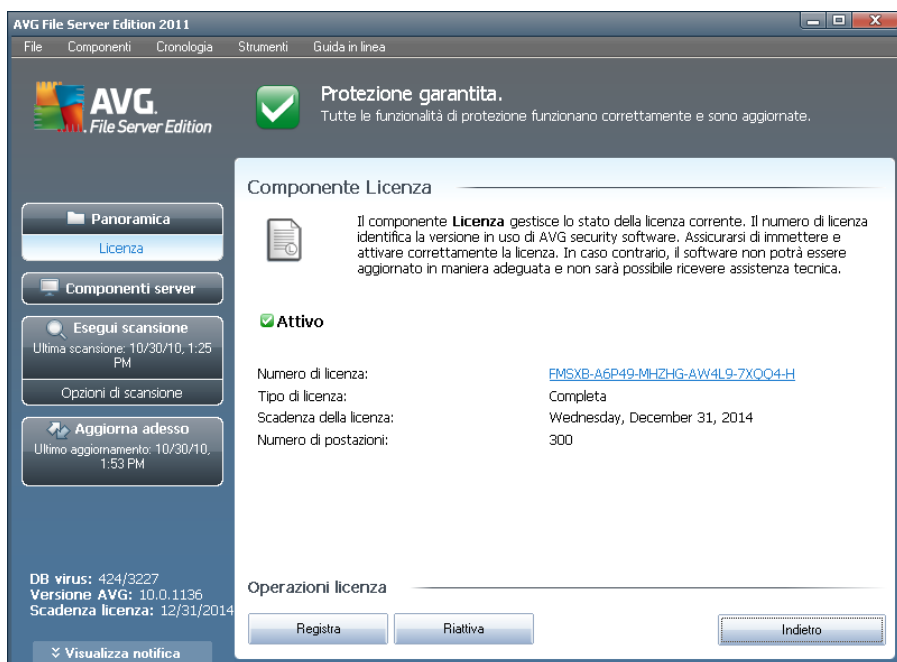 AVG File Server Edition 2011
File Componenti Cronologia Strumenti Guida in linea
AVG.
File Server Edition
Protezione garantita.
Tutte le funzionalità di protezione funzionano correttamente e sono aggiornate.
Panoramica
Licenza
Componenti server
Esegui scansione
Ultima scansione: 10/30/10, 1:25
PM
Opzioni di scansione
Aggiorna adesso
Ultimo aggiornamento: 10/30/10,
1:53 PM
DB virus: 424/3227
Versione AVG: 10.0.1136
Scadenza licenza: 12/31/2014
Visualizza notifica
Componente Licenza
Il componente Licenza gestisce lo stato della licenza corrente. Il numero di licenza
identifica la versione in uso di AVG security software. Assicurarsi di immettere e
attivare correttamente la licenza. In caso contrario, il software non potrà essere
aggiornato in maniera adeguata e non sarà possibile ricevere assistenza tecnica.
Attivo
Numero di licenza: FMSXB-A6P49-MHZHG-AW4L9-7XQQ4-H
Tipo di licenza: Completa
Scadenza della licenza: Wednesday, December 31, 2014
Numero di postazioni: 300
Operazioni licenza
Registra Riattiva Indietro